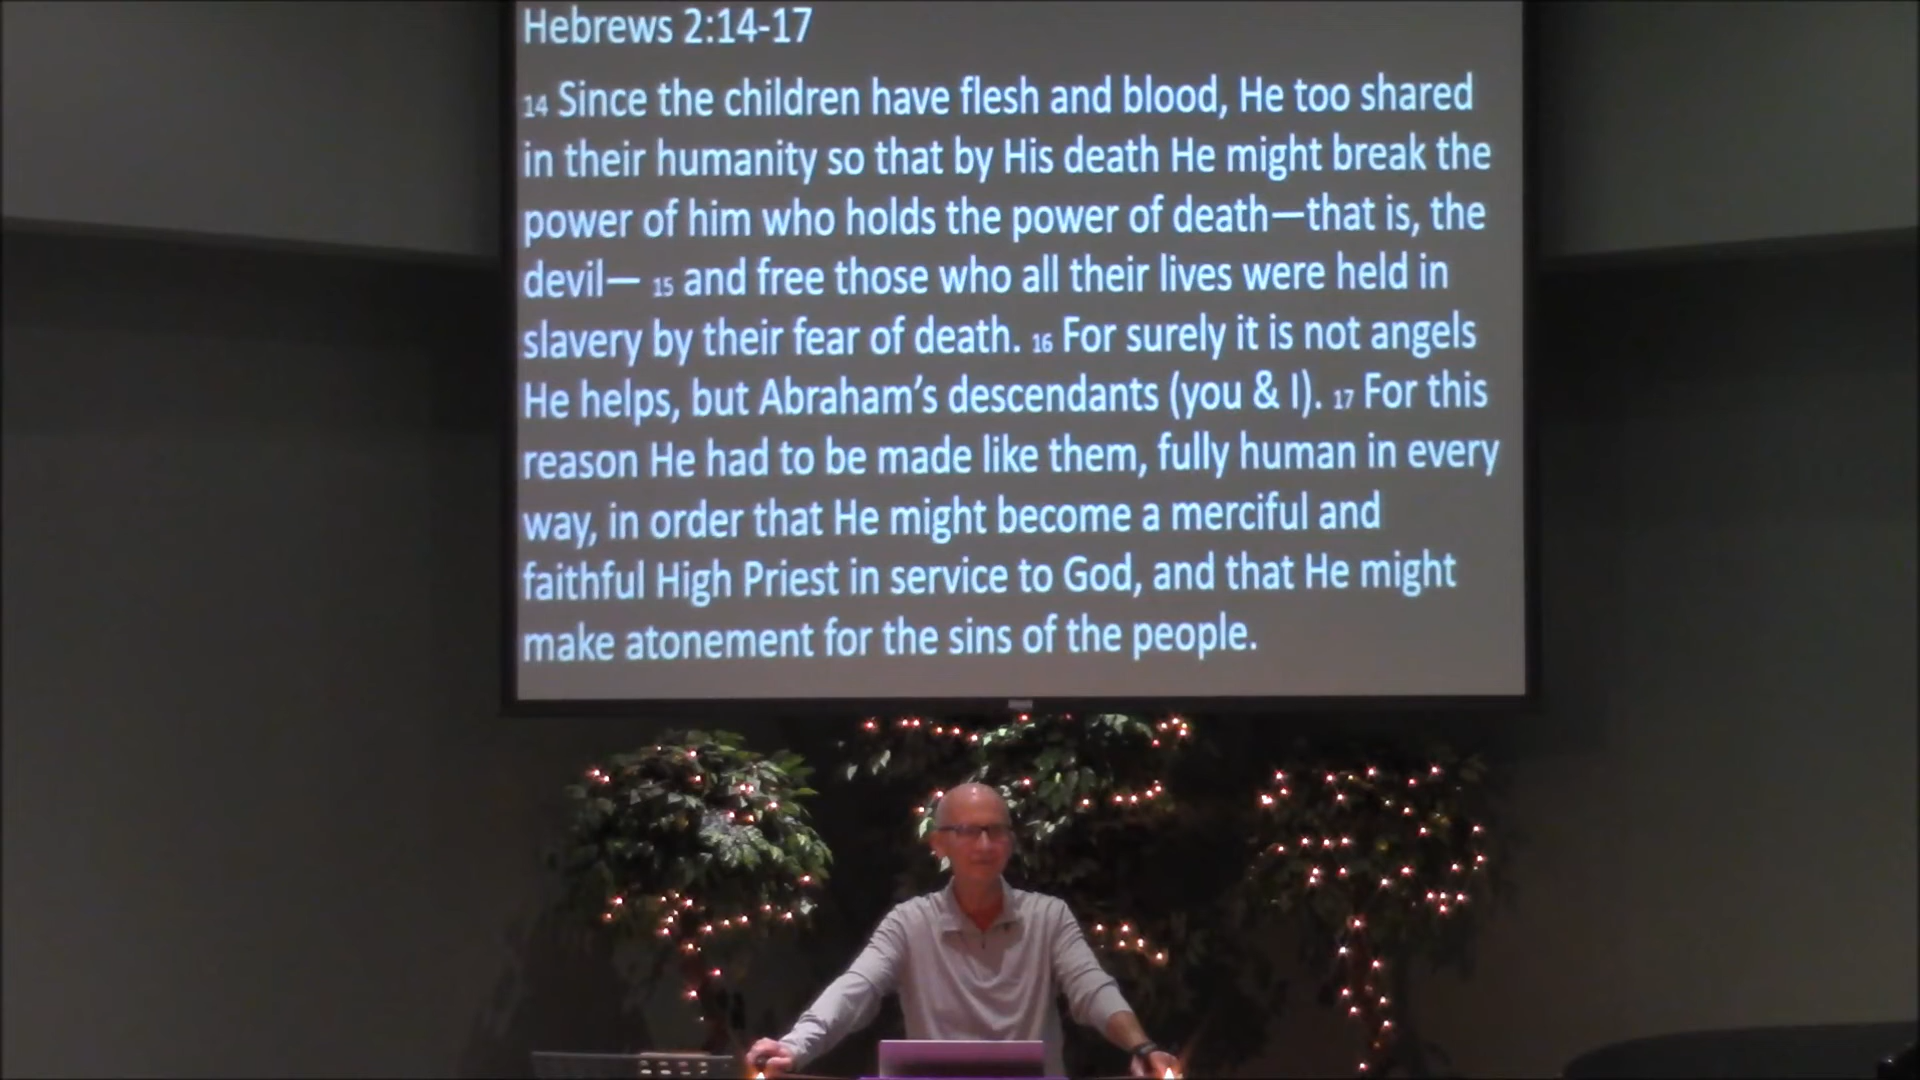 Hebrews 2:14-17
14 Since the children have flesh and blood, He too shared
in their humanity so that by His death He might break the
power of him who holds the power of death—that is, the
devil— 15 and free those who all their lives were held in
slavery by their fear of death. 16 For surely it is not angels
He helps, but Abraham’s descendants (you & I). 17 For this
reason He had to be made like them, fully human in every
way, in order that He might become a merciful and
faithful High Priest in service to God, and that He might
make atonement for the sins of the people.